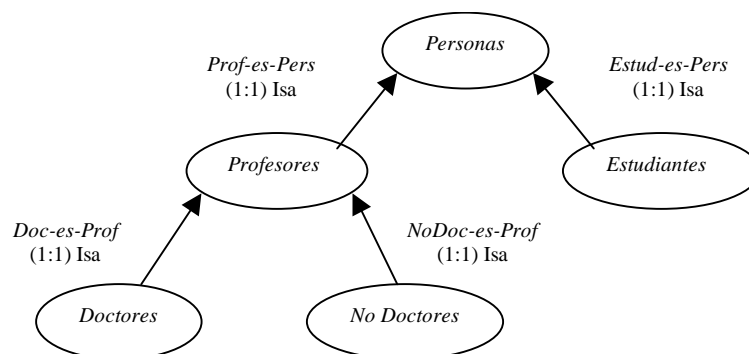 Personas
Prof-es-Pers
(1:1) Isa
Estud-es-Pers
(1:1) Isa
Profesores
Estudiantes
Doc-es-Prof
(1:1) Isa
NoDoc-es-Prof
(1:1) Isa
Doctores
No Doctores